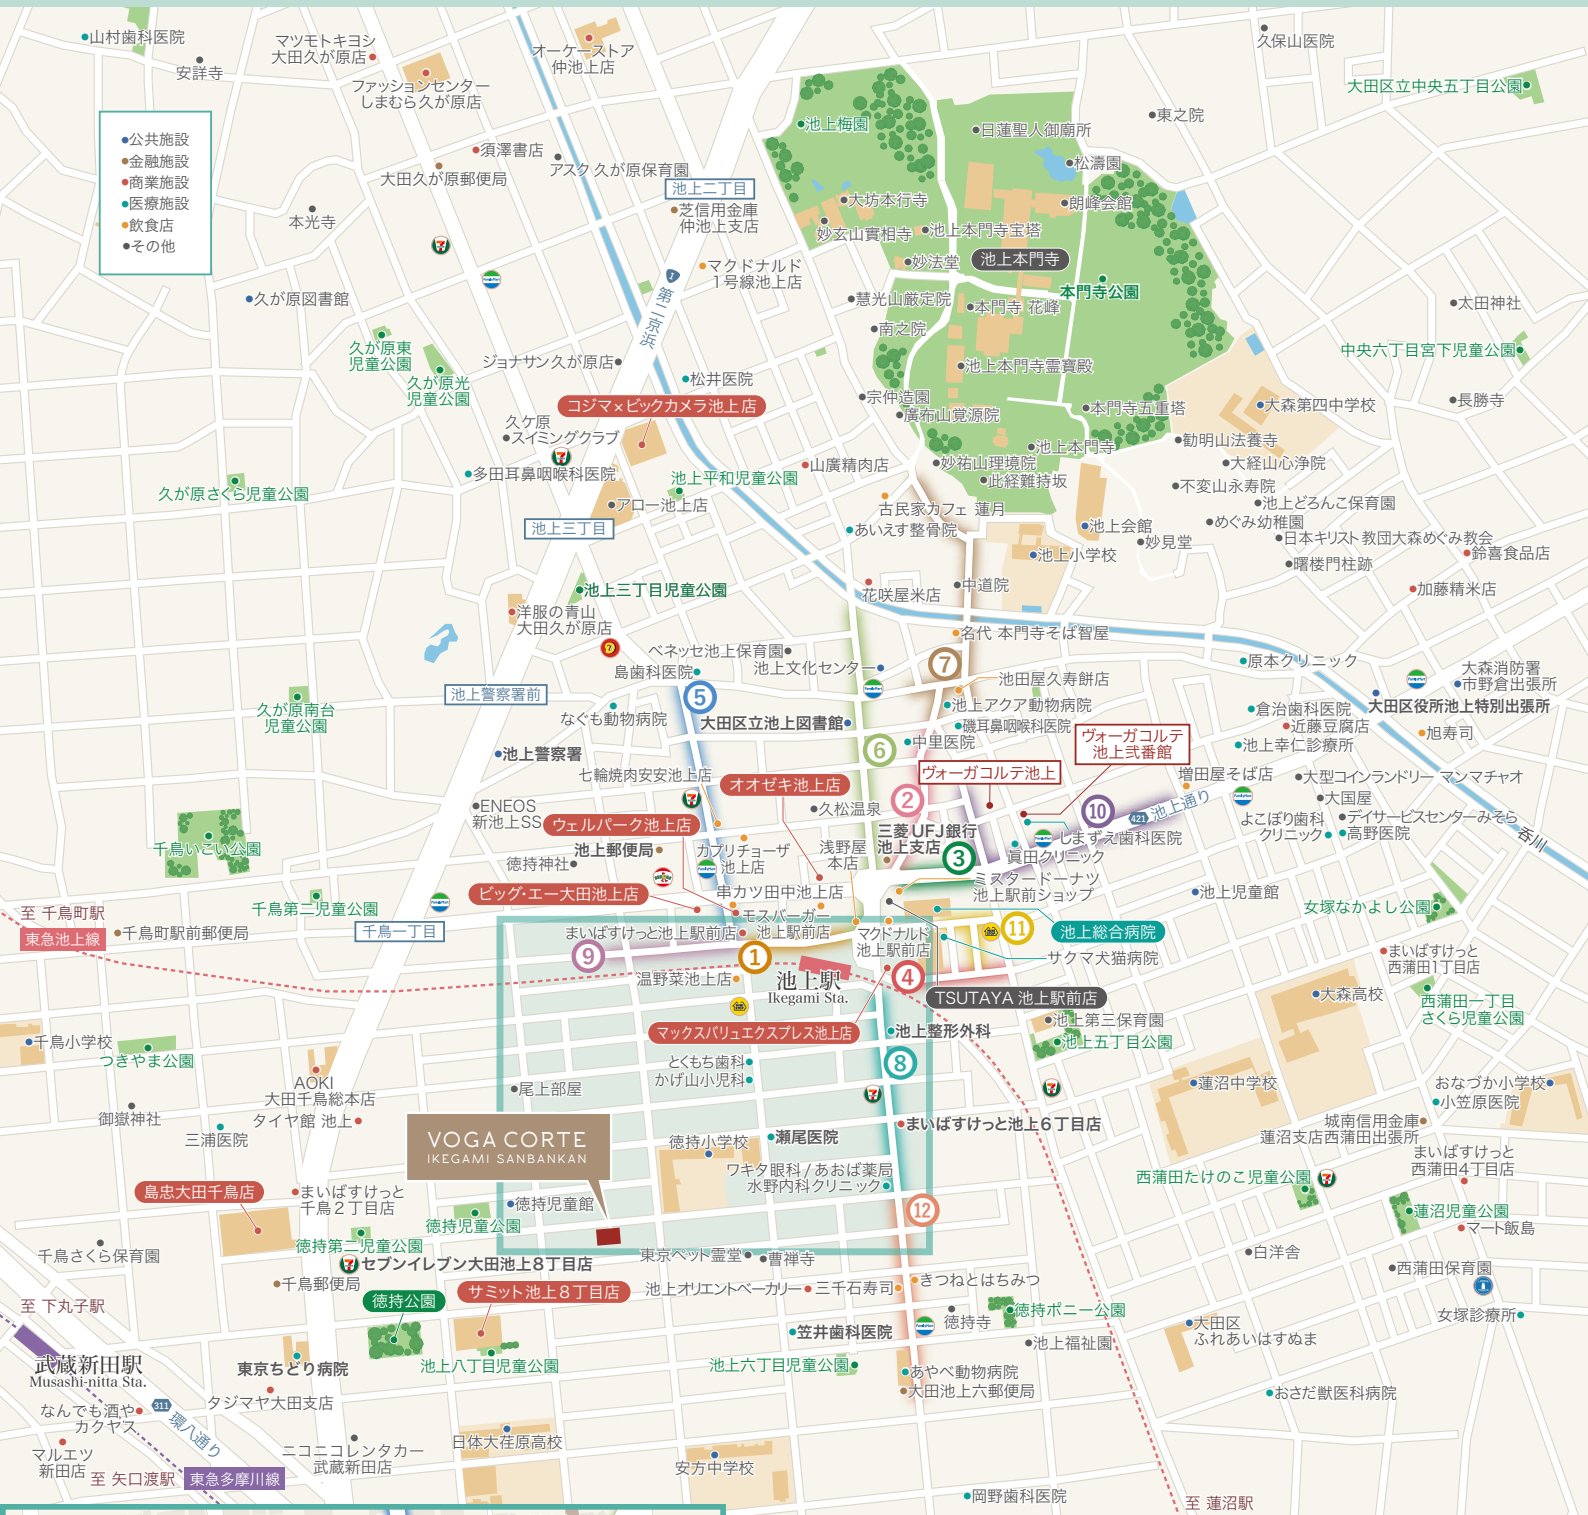 山村歯科医院
安詳寺
マツモトキヨシ
大田久が原店
ファッションセンター
しまむら久が原店
オーケーストア
仲池上店
久保山医院
大田区立中央五丁目公園
東之院
公共施設
金融施設
商業施設
医療施設
飲食店
その他
須澤書店
大田久が原郵便局
アスク 久が原保育園
池上二丁目
芝信用金庫
仲池上支店
本光寺
池上梅園
日蓮聖人御廟所
松濤園
大坊本行寺
朗峰会館
妙玄山實相寺
池上本門寺宝塔
妙法堂
池上本門寺
マクドナルド
1号線池上店
1
第二京浜
久が原図書館
慧光山厳定院
本門寺公園
本門寺 花峰
南之院
太田神社
久が原東
児童公園
久が原光
児童公園
ジョナサン久が原店
松井医院
池上本門寺霊寶殿
中央六丁目宮下児童公園
コジマ×ビックカメラ池上店
宗仲造園
廣布山覚源院
本門寺五重塔
大森第四中学校
長勝寺
久ケ原
スイミングクラブ
多田耳鼻咽喉科医院
池上平和児童公園
山廣精肉店
池上本門寺
妙祐山理境院
此経難持坂
勧明山法養寺
大経山心浄院
不変山永寿院
池上どろんこ保育園
久が原さくら児童公園
アロー池上店
古民家カフェ 蓮月
あいえす整骨院
池上会館
めぐみ幼稚園
日本キリスト教団大森めぐみ教会
池上三丁目
池上小学校
妙見堂
曙楼門柱跡
鈴喜食品店
加藤精米店
池上三丁目児童公園
花咲屋米店
中道院
洋服の青山
大田久が原店
名代 本門寺そば智屋
ベネッセ池上保育園
池上文化センター
島歯科医院
7
原本クリニック
大森消防署
市野倉出張所
池上警察署前
5
池田屋久寿餅店
久が原南台
児童公園
なぐも動物病院
大田区立池上図書館
池上アクア動物病院
磯耳鼻咽喉科医院
倉治歯科医院
大田区役所池上特別出張所
近藤豆腐店
旭寿司
池上警察署
6
中里医院
ヴォーガコルテ
池上弐番館
池上幸仁診療所
七輪焼肉安安池上店
オオゼキ池上店
ヴォーガコルテ池上
増田屋そば店
大型コインランドリー マンマチャオ
ENEOS
新池上SS
ウェルパーク池上店
久松温泉
2
10
421
池上通り
大国屋
デイサービスセンターみそら
三菱UFJ銀行
池上支店
しまずえ歯科医院
よこぼり歯科
クリニック
高野医院
呑川
千鳥いこい公園
池上郵便局
カプリチョーザ
池上店
浅野屋
本店
3
眞田クリニック
徳持神社
ミスタードーナツ
池上駅前ショップ
池上児童館
ビッグ・エー大田池上店
串カツ田中池上店
女塚なかよし公園
至 千鳥町駅
東急池上線
千鳥第二児童公園
千鳥町駅前郵便局
千鳥一丁目
モスバーガー
池上駅前店
まいばすけっと池上駅前店
マクドナルド
池上駅前店
11
池上総合病院
サクマ犬猫病院
9
1
まいばすけっと
西蒲田1丁目店
温野菜池上店
池上駅
Ikegami Sta.
4
TSUTAYA 池上駅前店
大森高校
西蒲田一丁目
さくら児童公園
千鳥小学校
つきやま公園
マックスバリュエクスプレス池上店
池上整形外科
池上第三保育園
池上五丁目公園
とくもち歯科
かげ山小児科
8
AOKI
大田千鳥総本店
尾上部屋
蓮沼中学校
おなづか小学校
小笠原医院
御嶽神社
三浦医院
タイヤ館 池上
VOGA CORTE
IKEGAMI SANBANKAN
徳持小学校
瀬尾医院
まいばすけっと池上6丁目店
城南信用金庫
蓮沼支店西蒲田出張所
まいばすけっと
西蒲田4丁目店
ワキタ眼科/あおば薬局
水野内科クリニック
西蒲田たけのこ児童公園
島忠大田千鳥店
まいばすけっと
千鳥2丁目店
徳持児童館
徳持児童公園
12
蓮沼児童公園
マート飯島
千鳥さくら保育園
徳持第二児童公園
セブンイレブン大田池上8丁目店
東京ペット霊堂
曹禅寺
白洋舎
千鳥郵便局
サミット池上8丁目店
徳持公園
池上オリエントベーカリー
三千石寿司
きつねとはちみつ
西蒲田保育園
至 下丸子駅
徳持寺
徳持ポニー公園
大田区
ふれあいはすぬま
女塚診療所
笠井歯科医院
池上福祉園
武蔵新田駅
Musashi-nitta Sta.
東京ちどり病院
池上八丁目児童公園
池上六丁目児童公園
あやべ動物病院
大田池上六郵便局
おさだ獣医科病院
なんでも酒や
カクヤス
311
環八通り
タジマヤ大田支店
マルエツ
新田店
至 矢口渡駅
東急多摩川線
ニコニコレンタカー
武蔵新田店
日体大荏原高校
安方中学校
岡野歯科医院
至 蓮沼駅